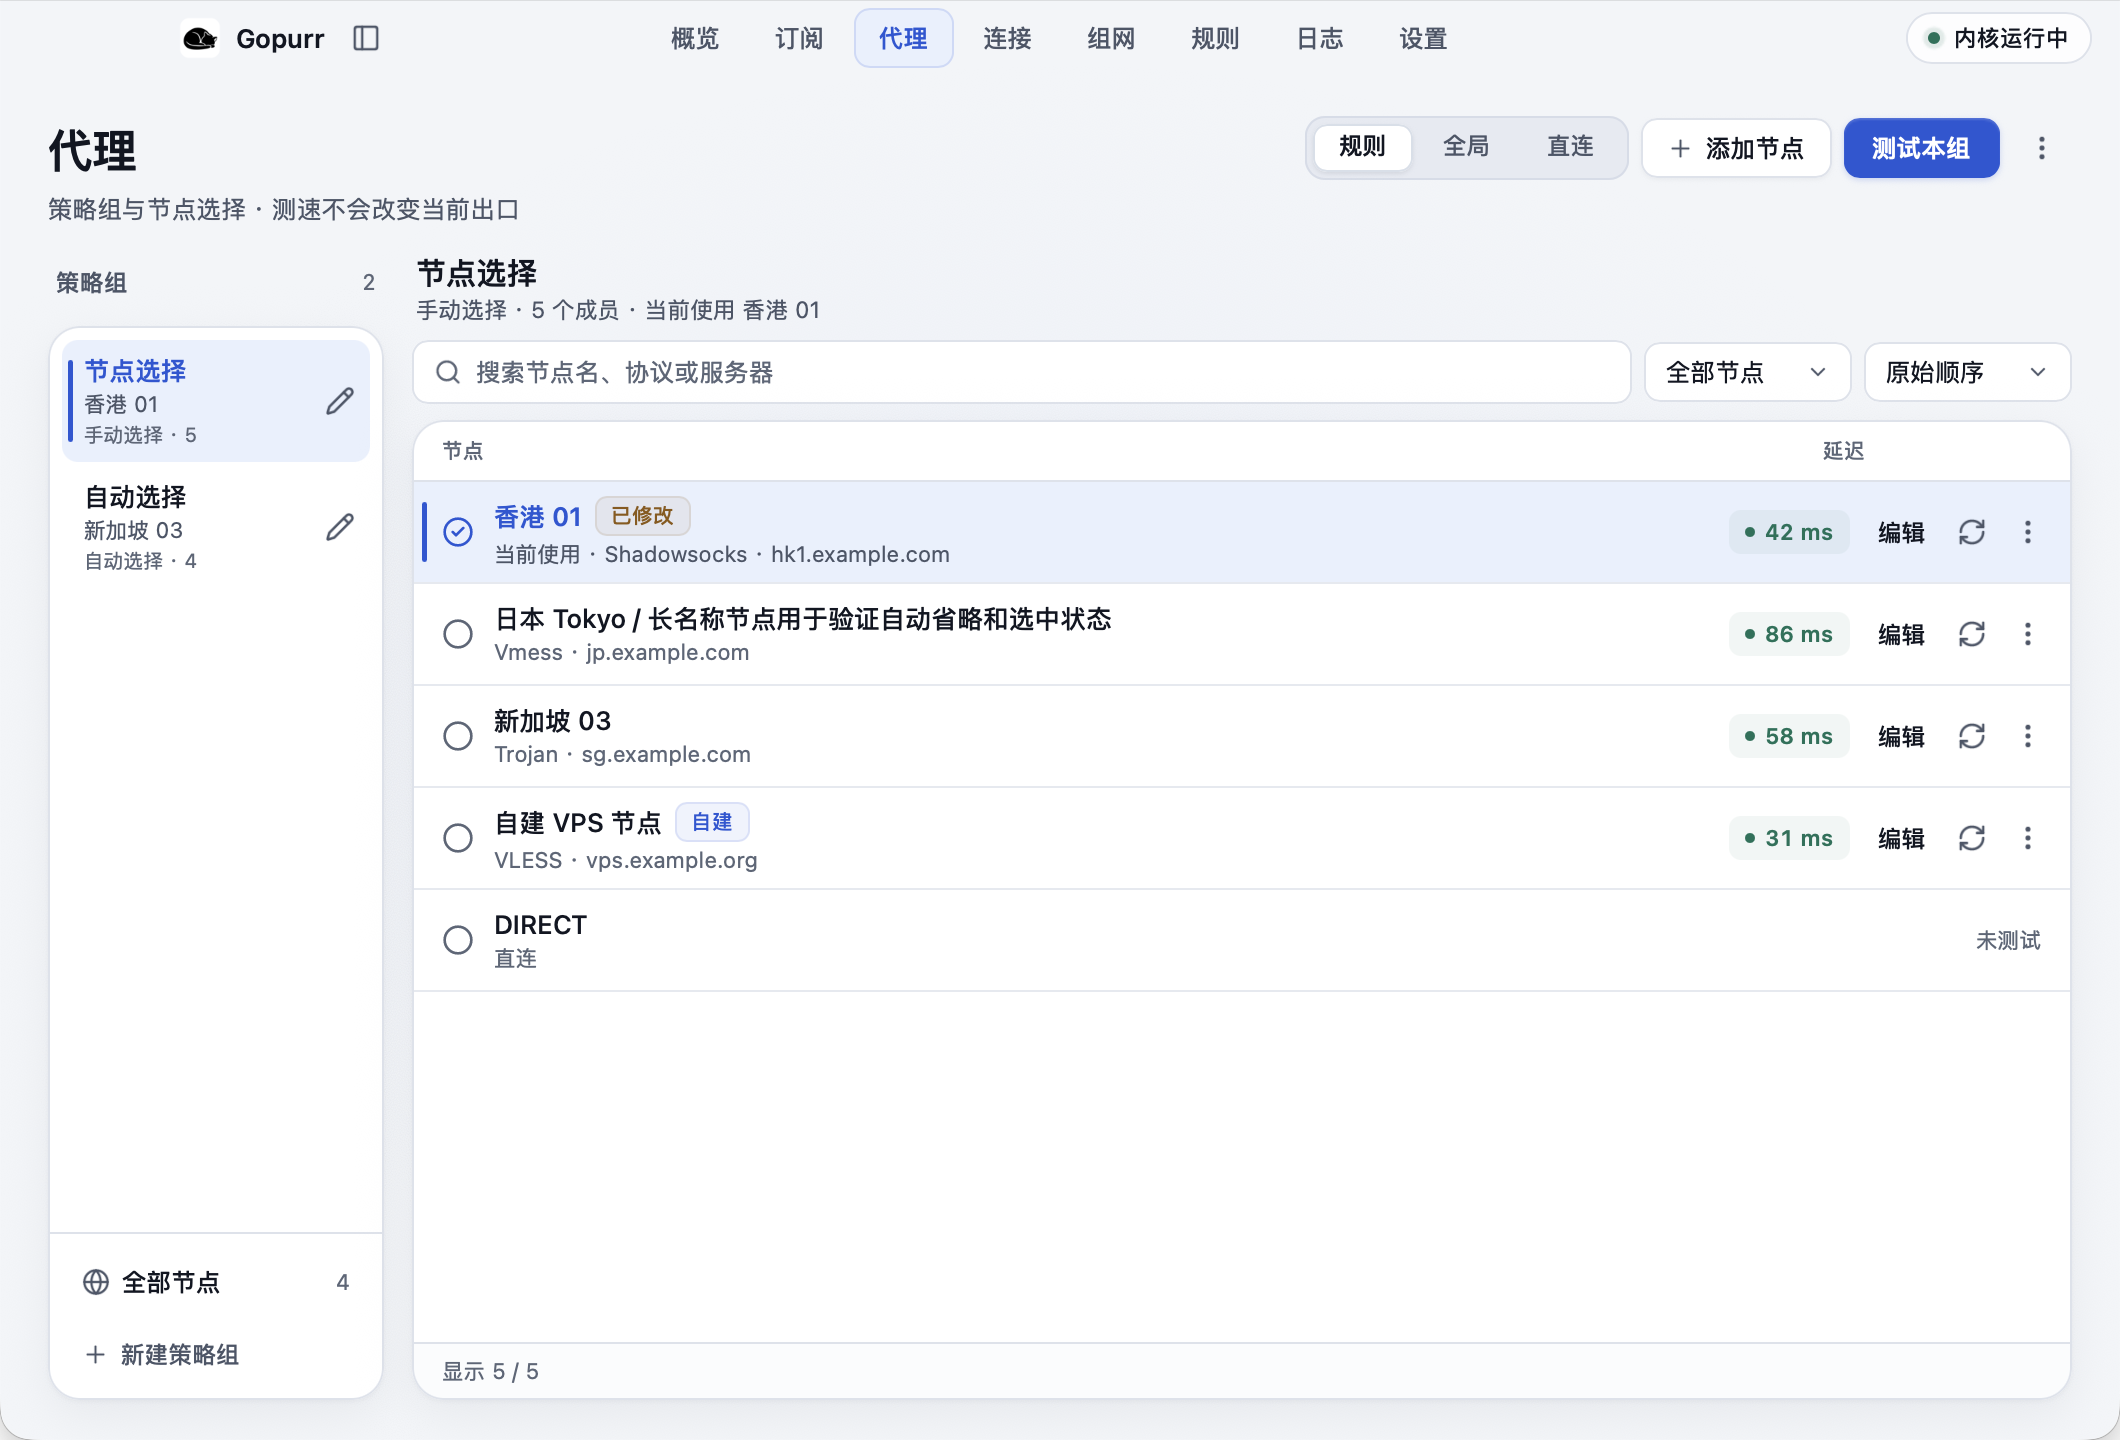 Gopurr
概览 订阅 代理 连接 组网 规则 日志 设置
内核运行中
代理
规则 全局 直连
添加节点
测试本组
策略组与节点选择 · 测速不会改变当前出口
策略组 2
节点选择
香港 01
手动选择 · 5
自动选择
新加坡 03
自动选择 · 4
全部节点 4
新建策略组
节点选择
手动选择 · 5 个成员 · 当前使用 香港 01
搜索节点名、协议或服务器
全部节点
原始顺序
节点 延迟
香港 01 已修改
当前使用 · Shadowsocks · hk1.example.com
42 ms 编辑
日本 Tokyo / 长名称节点用于验证自动省略和选中状态
Vmess · jp.example.com
86 ms 编辑
新加坡 03
Trojan · sg.example.com
58 ms 编辑
自建 VPS 节点 自建
VLESS · vps.example.org
31 ms 编辑
DIRECT
直连
未测试
显示 5 / 5